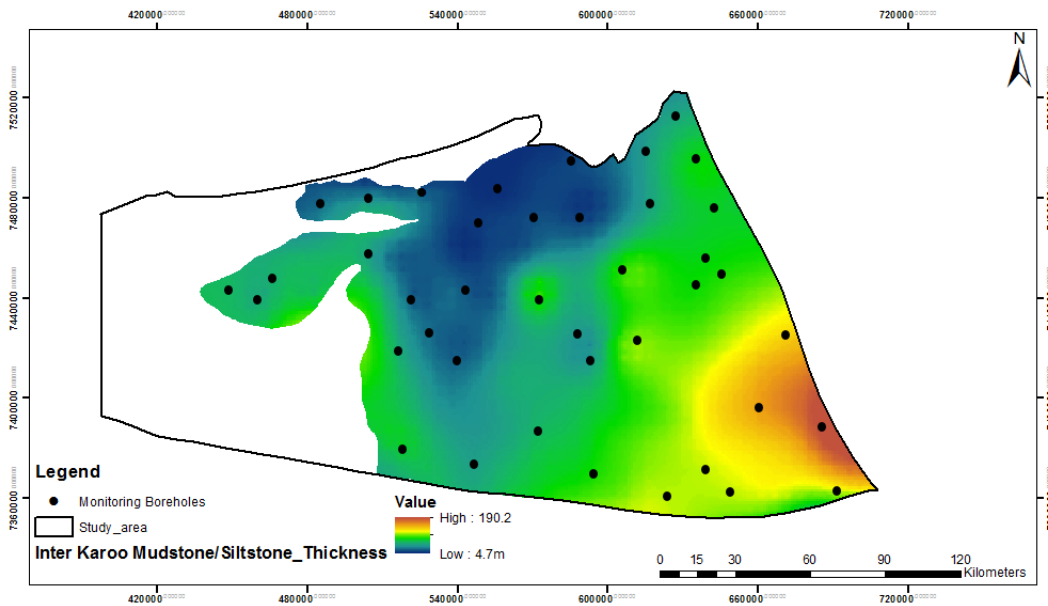 420000 480000 540000 600000 660000 720000
N
7520000
7480000
7440000
7400000
7360000
Legend
Monitoring Boreholes
Study_area
Inter Karoo Mudstone/Siltstone_Thickness
Value
High : 190.2
Low : 4.7m
0 15 30 60 90 120
Kilometers
420000 480000 540000 600000 660000 720000